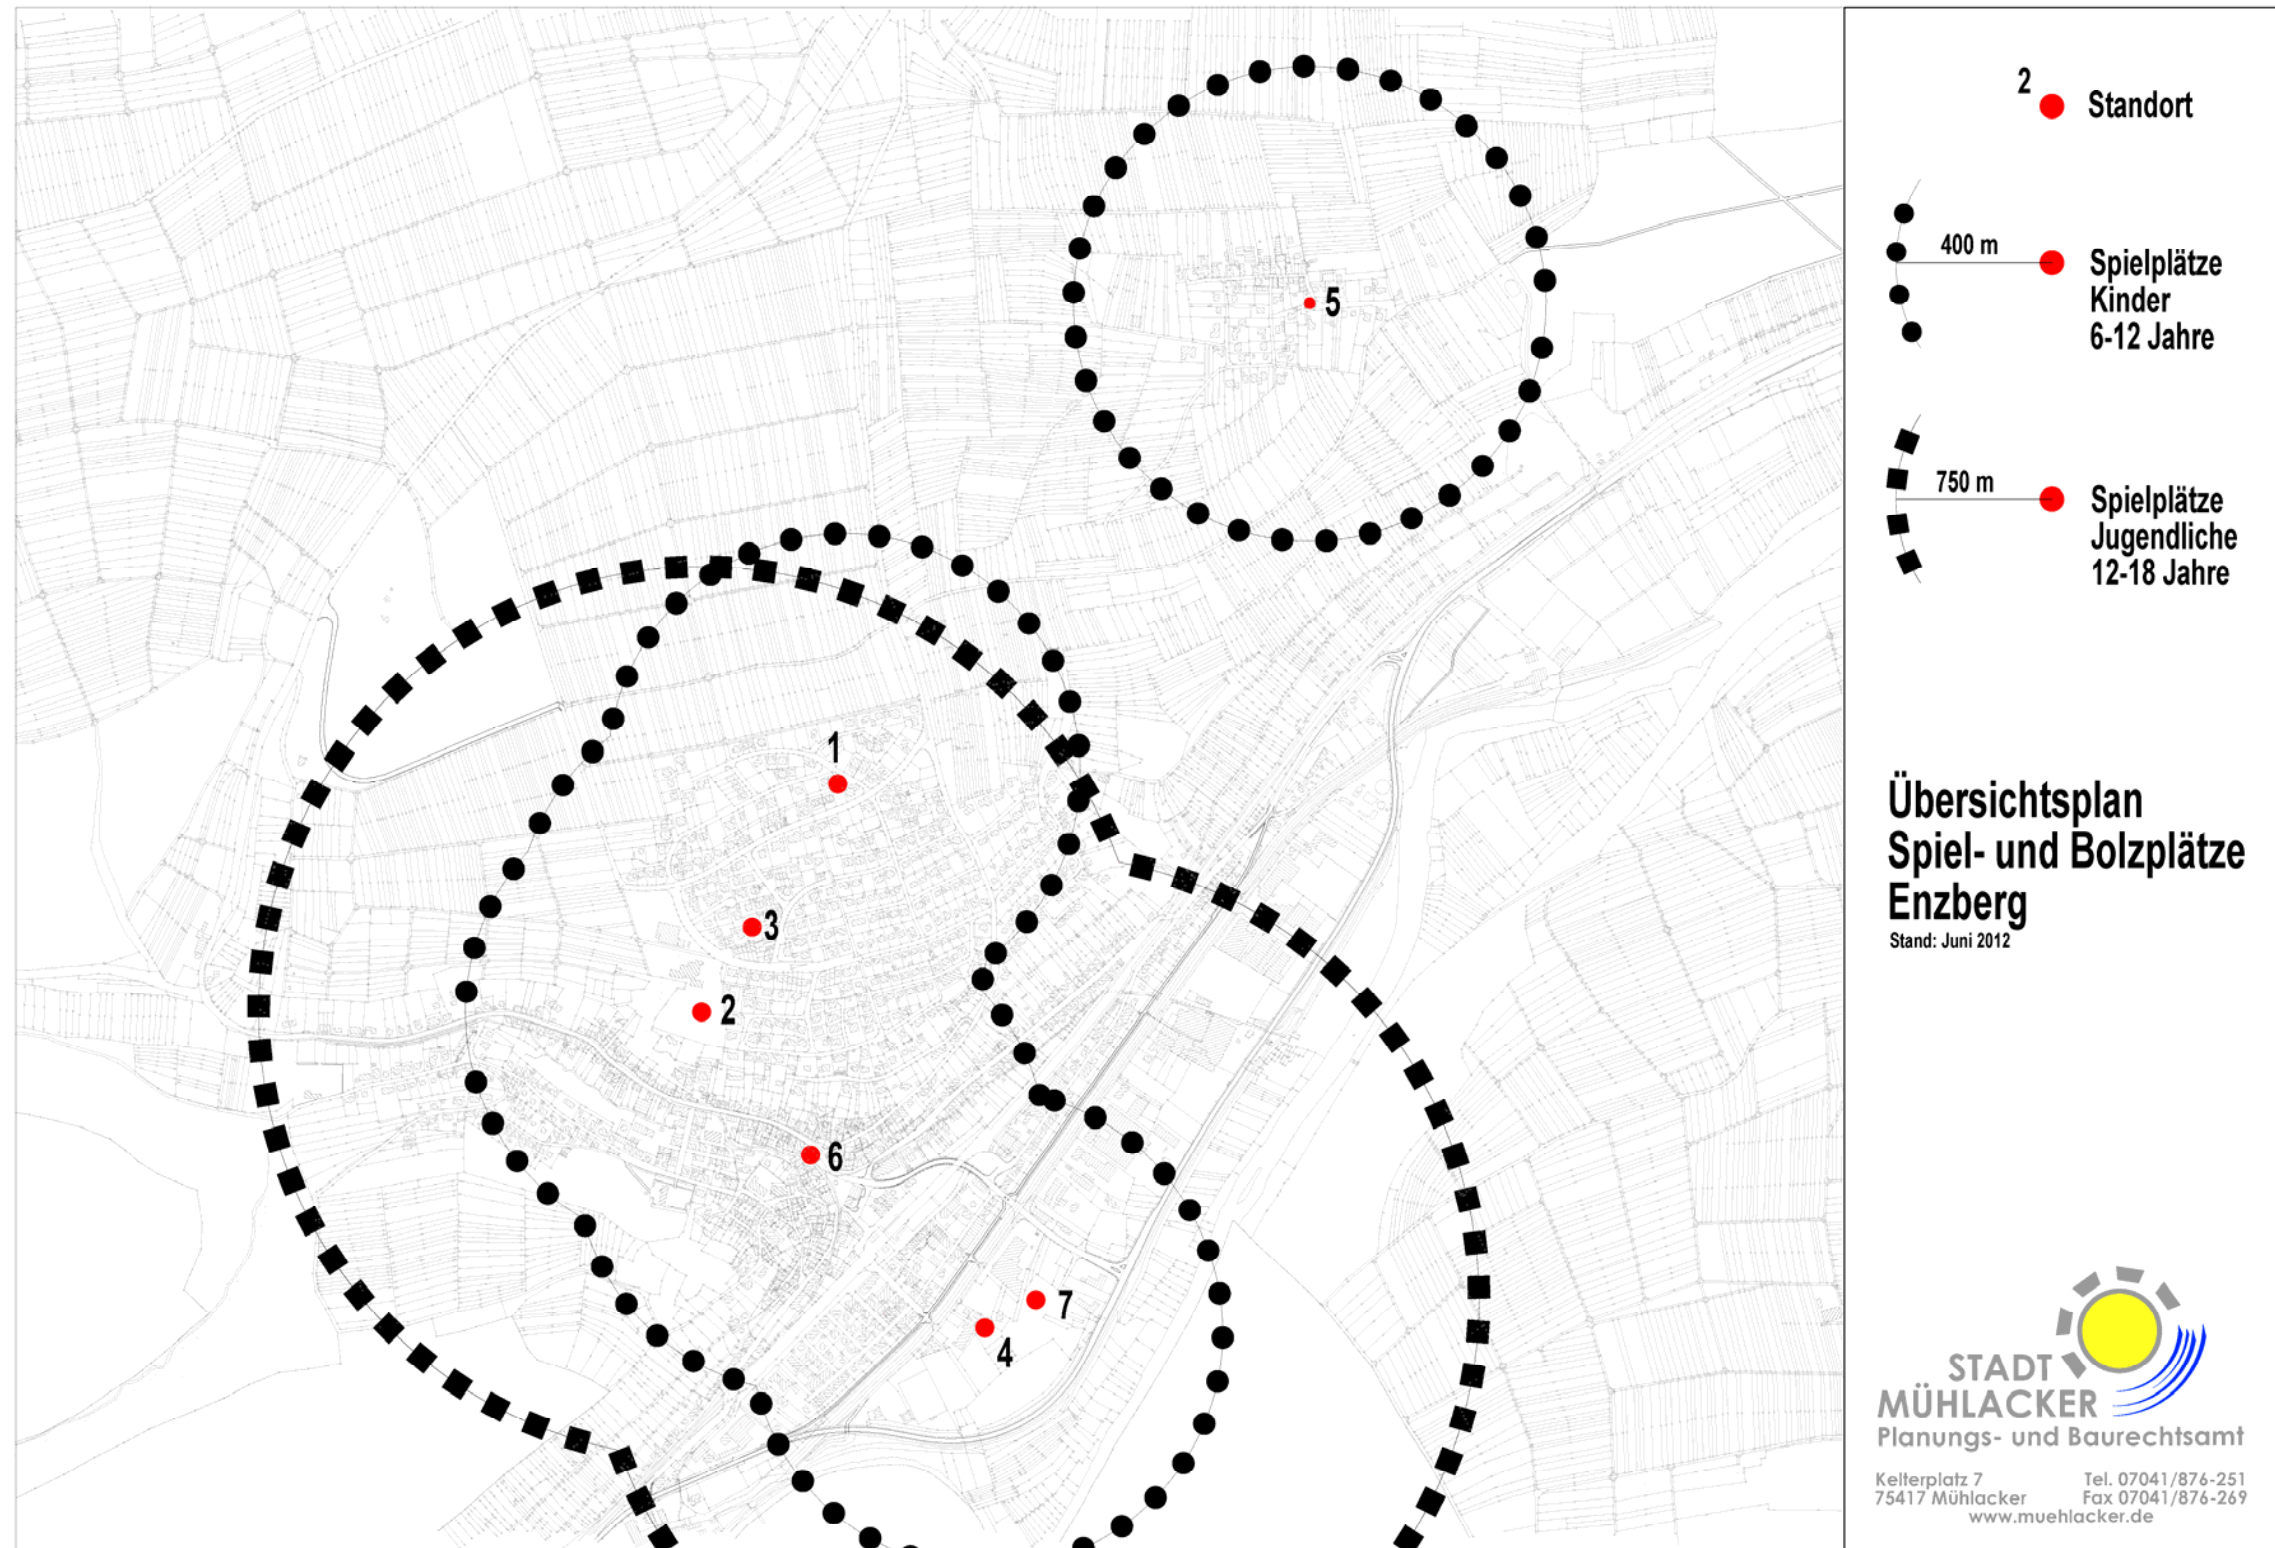 2
Standort
400 m
Spielplätze
Kinder
6-12 Jahre
750 m
Spielplätze
Jugendliche
12-18 Jahre
5
1
3
2
6
7
4
Übersichtsplan
Spiel- und Bolzplätze
Enzberg
Stand: Juni 2012
STADT
MÜHLACKER
Planungs- und Baurechtsamt
Kelterplatz 7 Tel. 07041/876-251
75417 Mühlacker Fax 07041/876-269
www.muehlacker.de